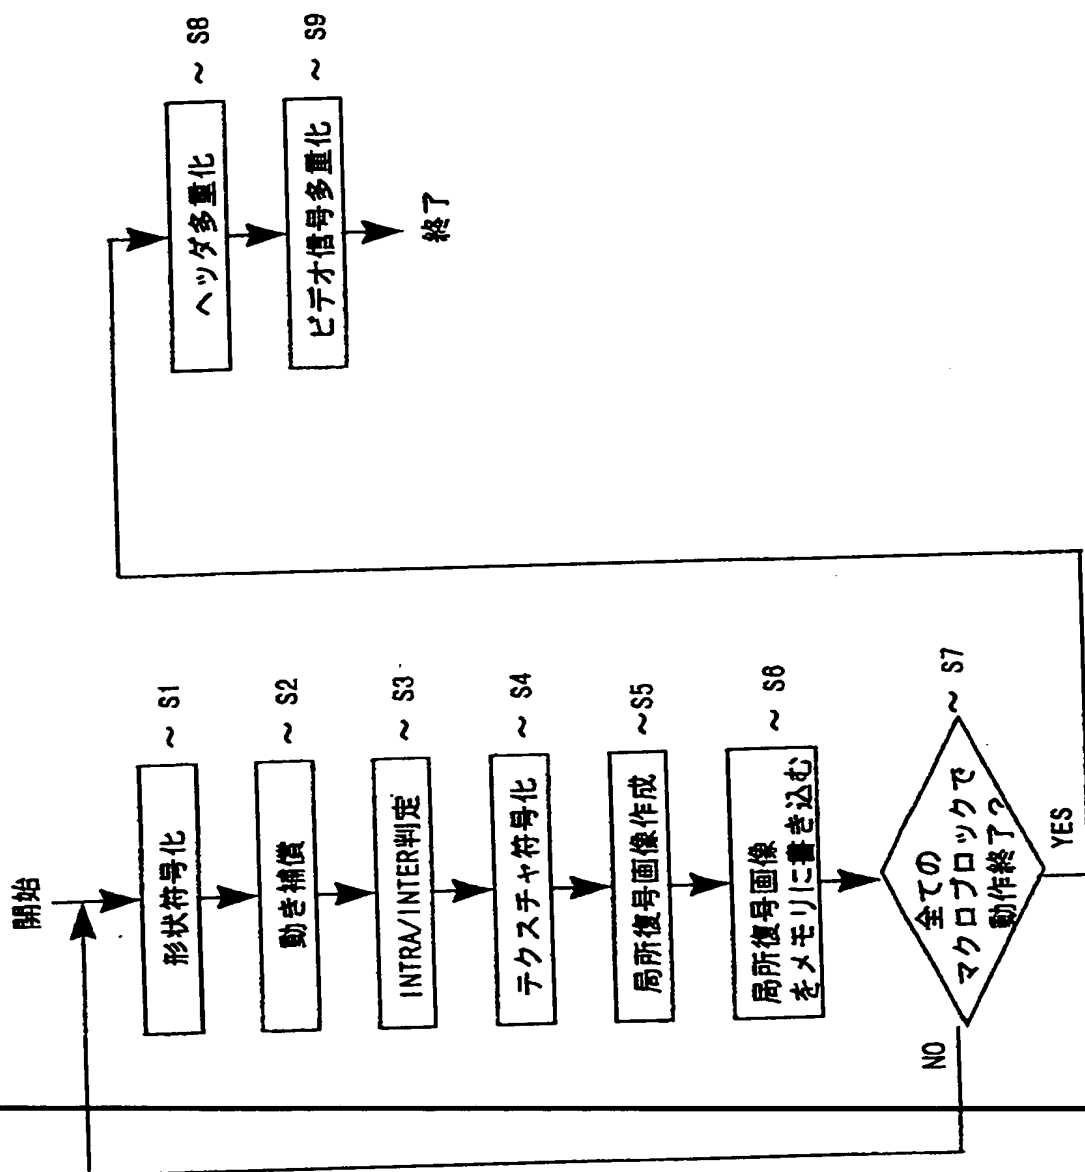 開始
形状符号化
~ S1
動き補償
~ S2
INTRA/INTER判定
~ S3
テクスチャ符号化
~ S4
局所復号画像作成
~S5
局所復号画像
をメモリに書き込む
~ S6
全ての
マクロブロックで
動作終了?
~ S7
NO
YES
ヘッダ多重化
~ S8
ビデオ信号多重化
~ S9
終了